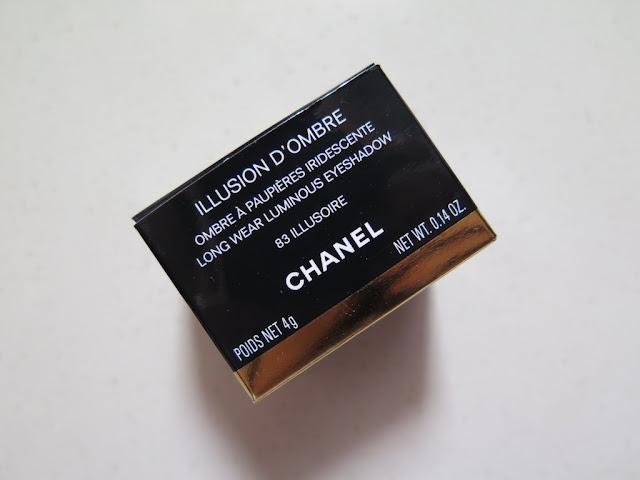 ILLUSION D'OMBRE
OMBRE À PAUPIÈRES IRIDESCENTE
LONG WEAR LUMINOUS EYESHADOW
83 ILLUSOIRE
CHANEL
POIDS NET 4g
NET WT. 0.14 OZ.